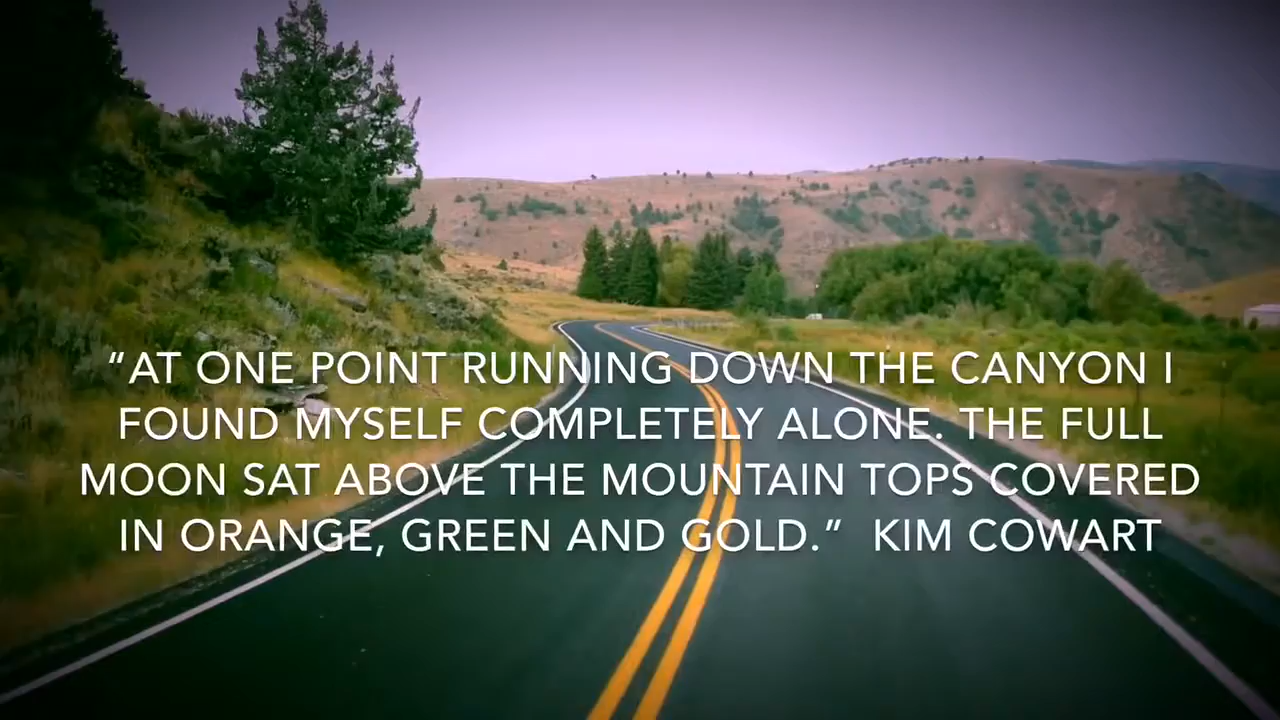 “AT ONE POINT RUNNING DOWN THE CANYON I
FOUND MYSELF COMPLETELY ALONE. THE FULL
MOON SAT ABOVE THE MOUNTAIN TOPS COVERED
IN ORANGE, GREEN AND GOLD.”  KIM COWART